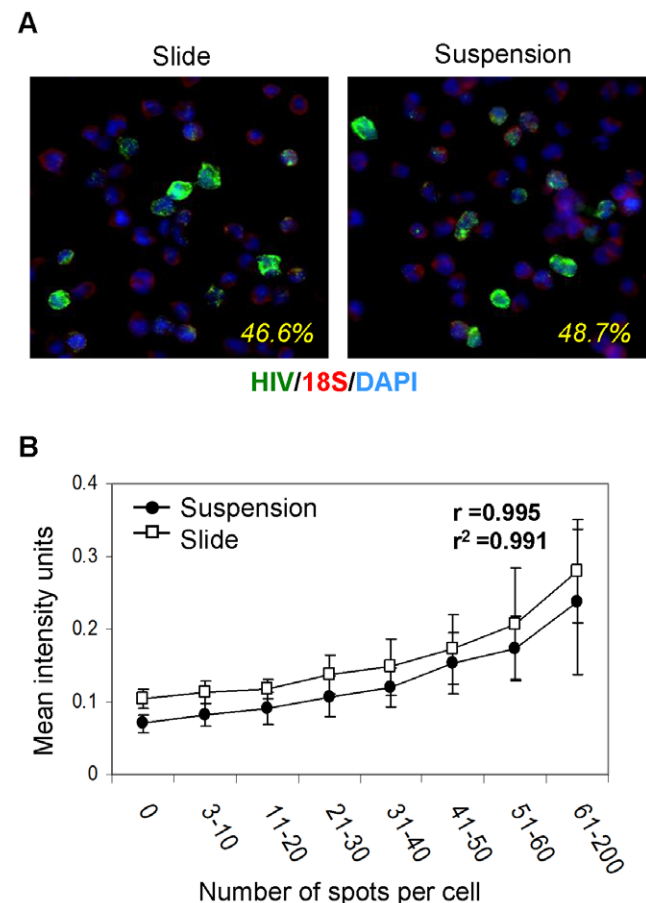 A
Slide Suspension
46.6% 48.7%
HIV/18S/DAPI
B
0.4
0.3
0.2
0.1
0
Mean intensity units
Suspension
Slide
r =0.995
r² =0.991
0 3-10 11-20 21-30 31-40 41-50 51-60 61-200
Number of spots per cell